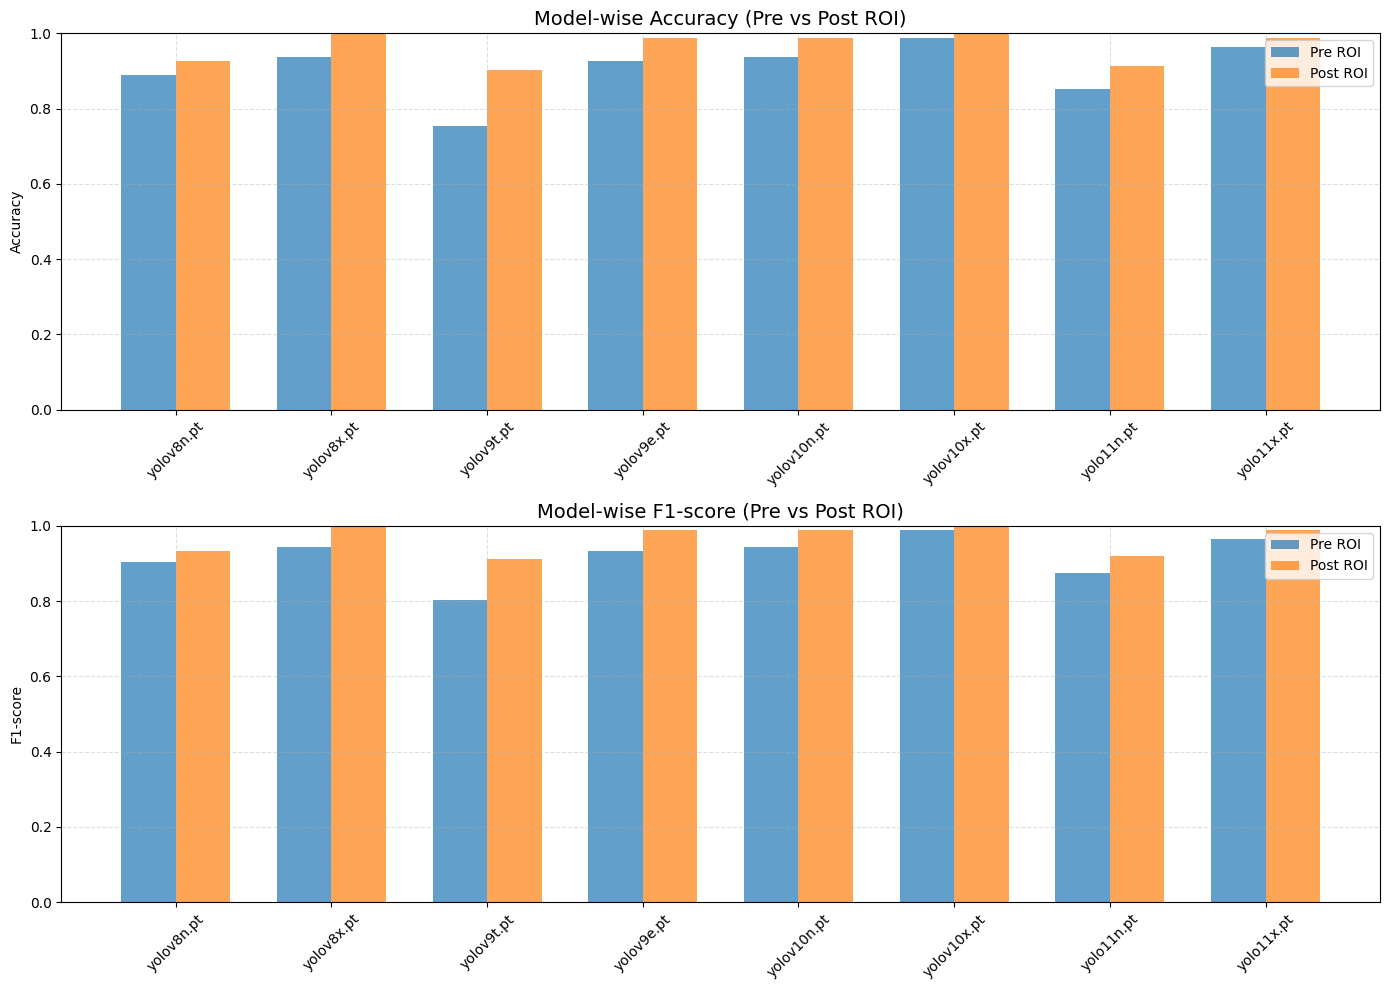 Model-wise Accuracy (Pre vs Post ROI)
1.0
0.8
0.6
0.4
0.2
0.0
Accuracy
Pre ROI
Post ROI
yolov8n.pt
yolov8x.pt
yolov9t.pt
yolov9e.pt
yolov10n.pt
yolov10x.pt
yolo11n.pt
yolo11x.pt
Model-wise F1-score (Pre vs Post ROI)
1.0
0.8
0.6
0.4
0.2
0.0
F1-score
Pre ROI
Post ROI
yolov8n.pt
yolov8x.pt
yolov9t.pt
yolov9e.pt
yolov10n.pt
yolov10x.pt
yolov11n.pt
yolov11x.pt